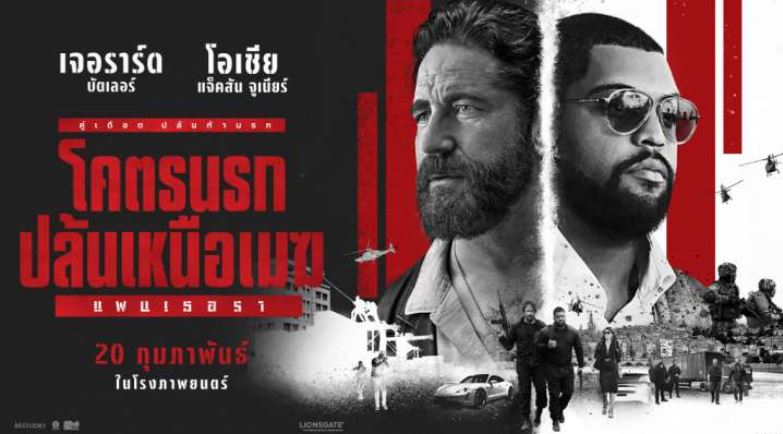 เจอราร์ด
บัตเลอร์
โอเชีย
แจ็คสัน จูเนียร์
คู่เดือด ปล้นท้านรก
โคตรนรก
ปล้นเหนือเมฆ
แพนเธอรา
20 กุมภาพันธ์
ในโรงภาพยนตร์
M STUDIO
LIONSGATE